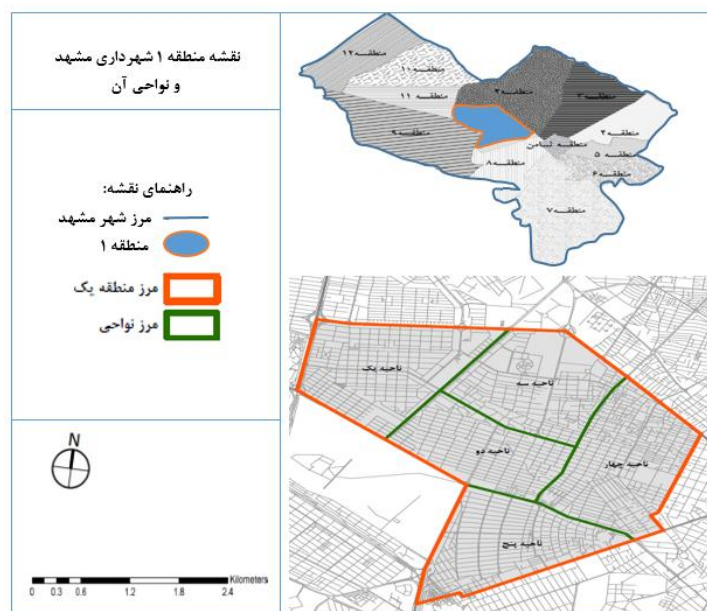 نقشه منطقه ۱ شهرداری مشهد
و نواحی آن
راهنمای نقشه:
مرز شهر مشهد
منطقه ۱
مرز منطقه یک
مرز نواحی
N
Kilometers
0 0.3 0.6 1.2 1.8 2.4
منطقه ۱۲
منطقه ۱۰
منطقه ۱۱
منطقه ۹
منطقه ۲
منطقه ۳
منطقه ۴
منطقه ثامن
منطقه ۵
منطقه ۶
منطقه ۸
منطقه ۷
ناحیه یک
ناحیه سه
ناحیه دو
ناحیه چهار
ناحیه پنج